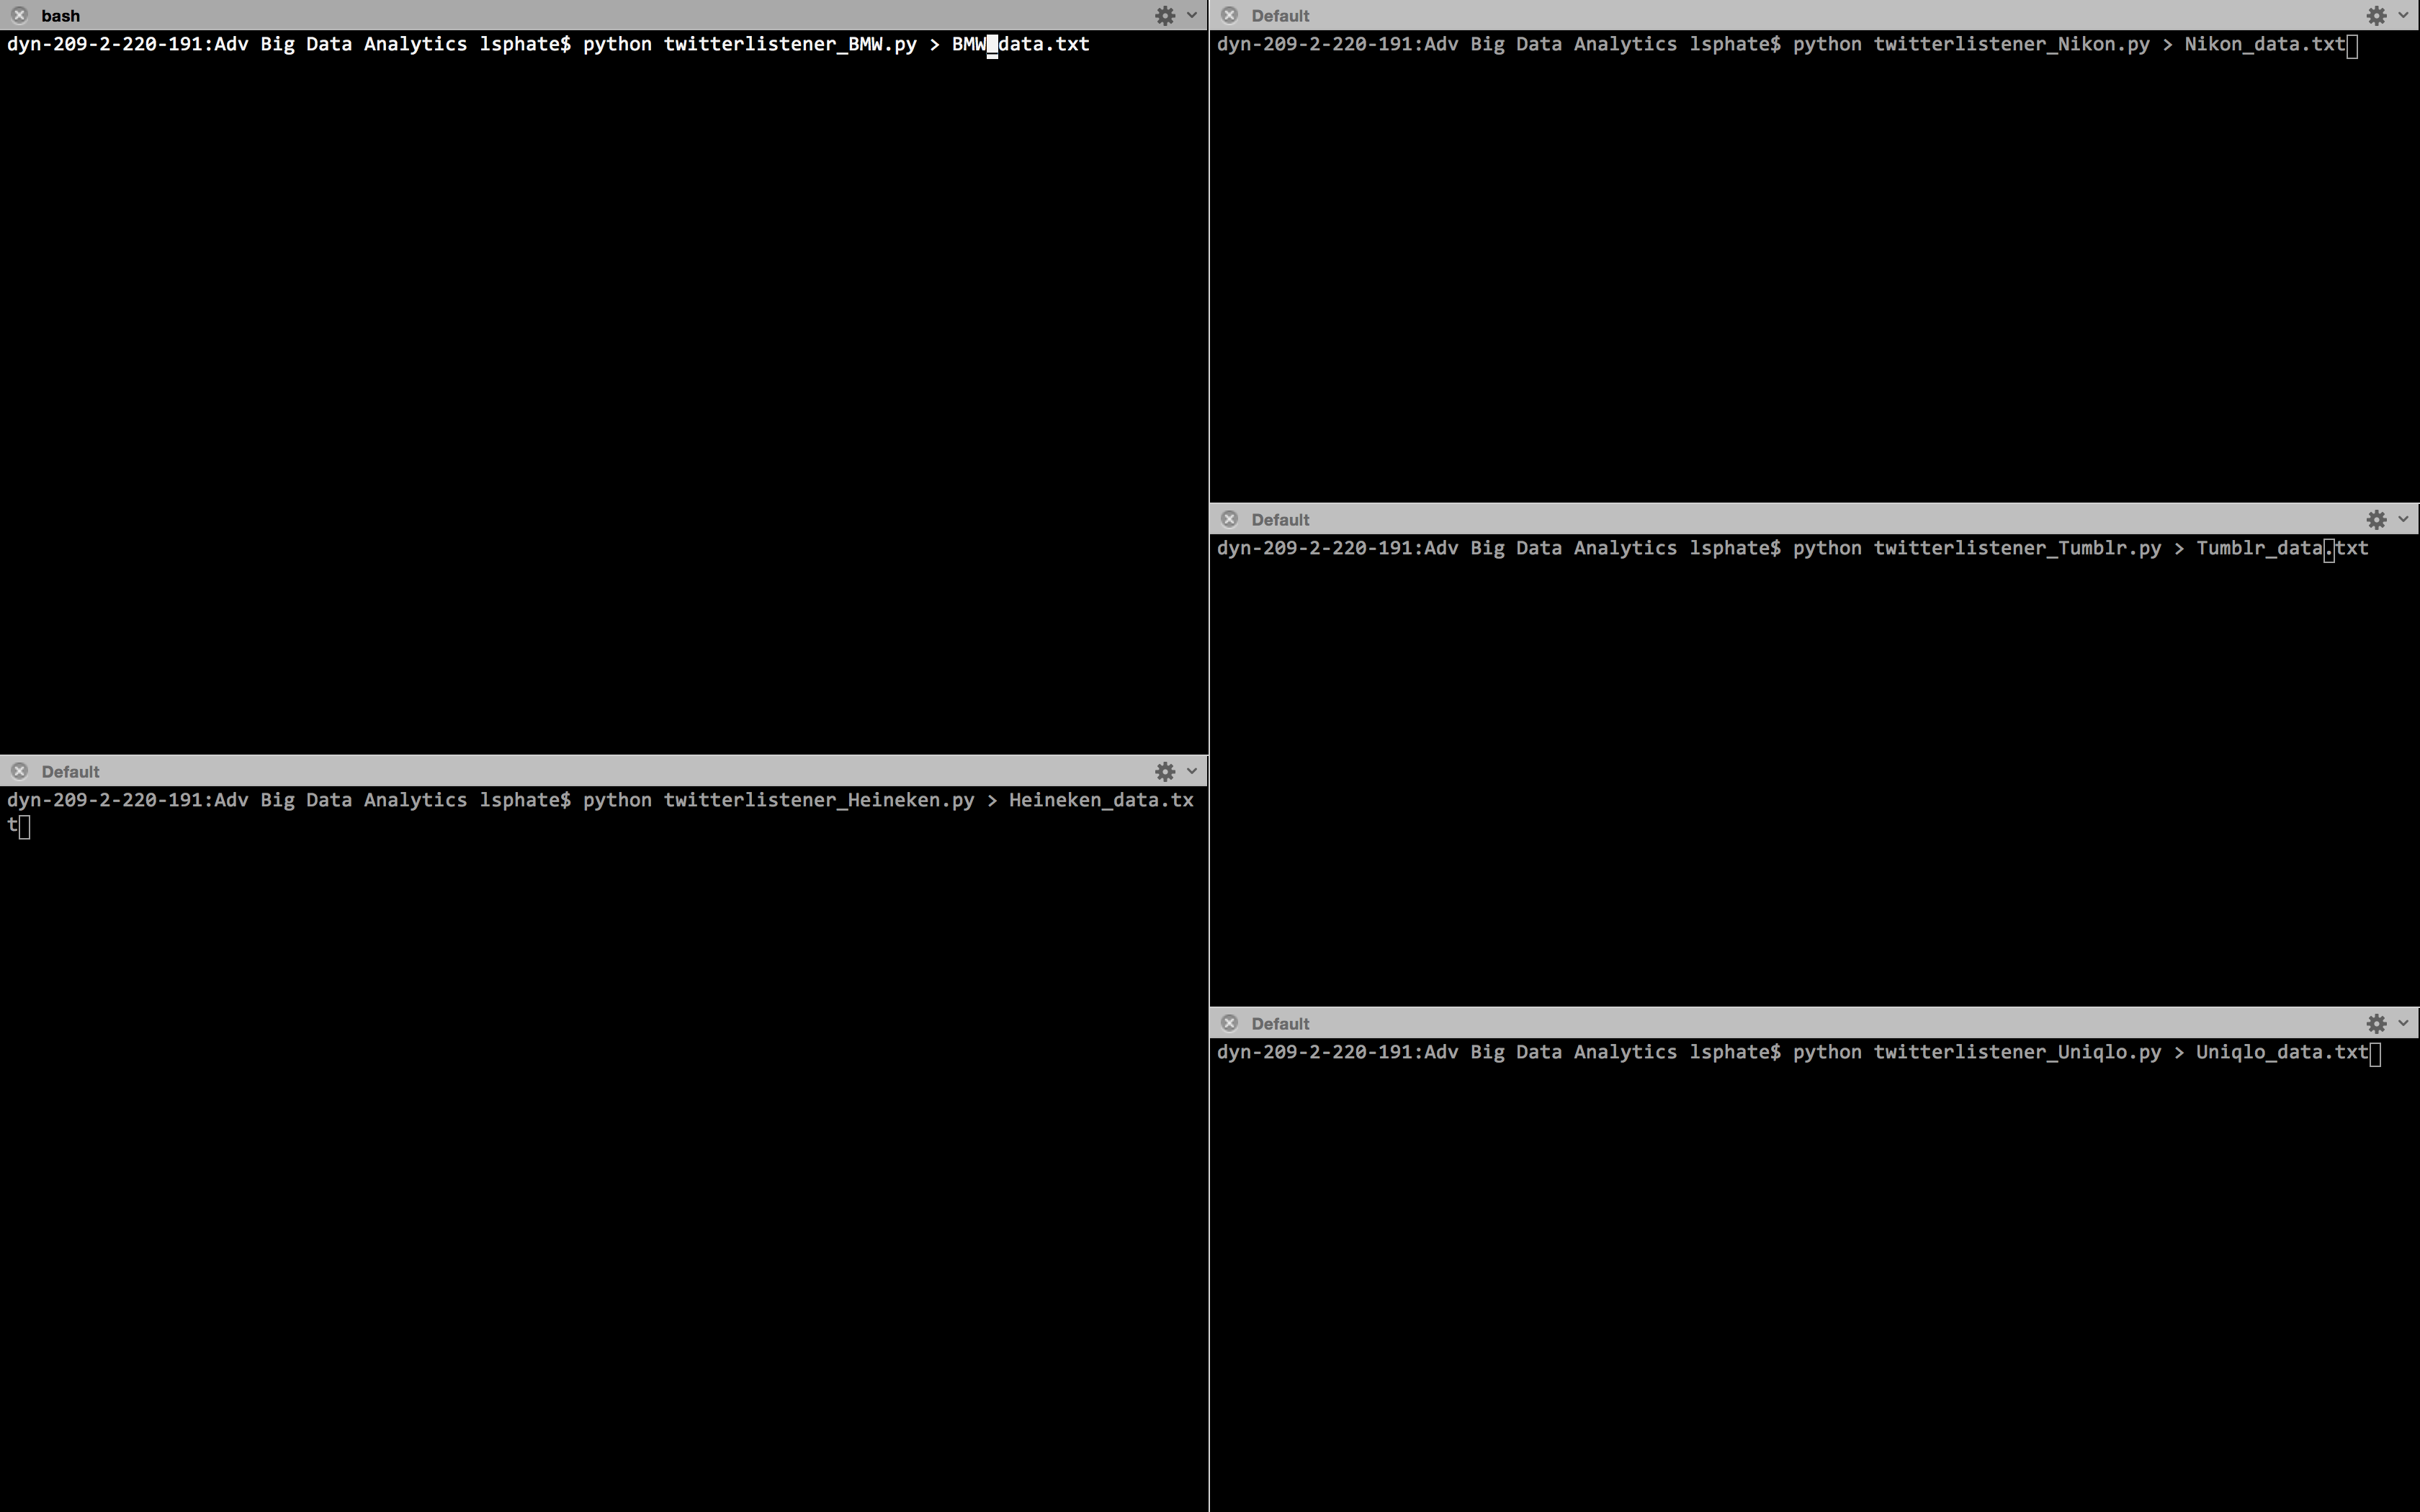 bash
dyn-209-2-220-191:Adv Big Data Analytics lsphate$ python twitterlistener_BMW.py > BMW_data.txt
Default
dyn-209-2-220-191:Adv Big Data Analytics lsphate$ python twitterlistener_Heineken.py > Heineken_data.tx
t
Default
dyn-209-2-220-191:Adv Big Data Analytics lsphate$ python twitterlistener_Nikon.py > Nikon_data.txt
Default
dyn-209-2-220-191:Adv Big Data Analytics lsphate$ python twitterlistener_Tumblr.py > Tumblr_data.txt
Default
dyn-209-2-220-191:Adv Big Data Analytics lsphate$ python twitterlistener_Uniqlo.py > Uniqlo_data.txt